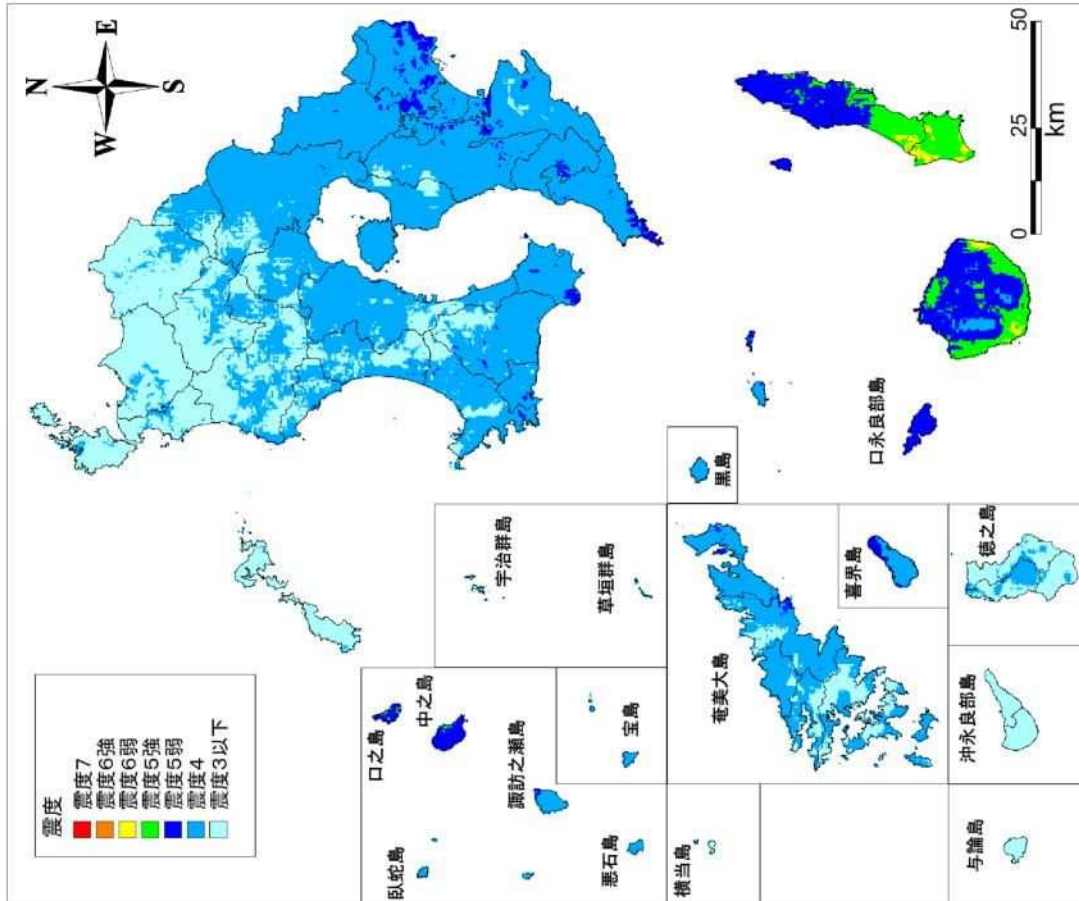 震度
震度7
震度6強
震度6弱
震度5強
震度5弱
震度4
震度3以下
N
W
E
S
口之島
中之島
臥蛇島
諏訪之瀬島
悪石島
宝島
横当島
宇治群島
草垣群島
黒島
口永良部島
奄美大島
喜界島
徳之島
沖永良部島
与論島
0
25
50
km